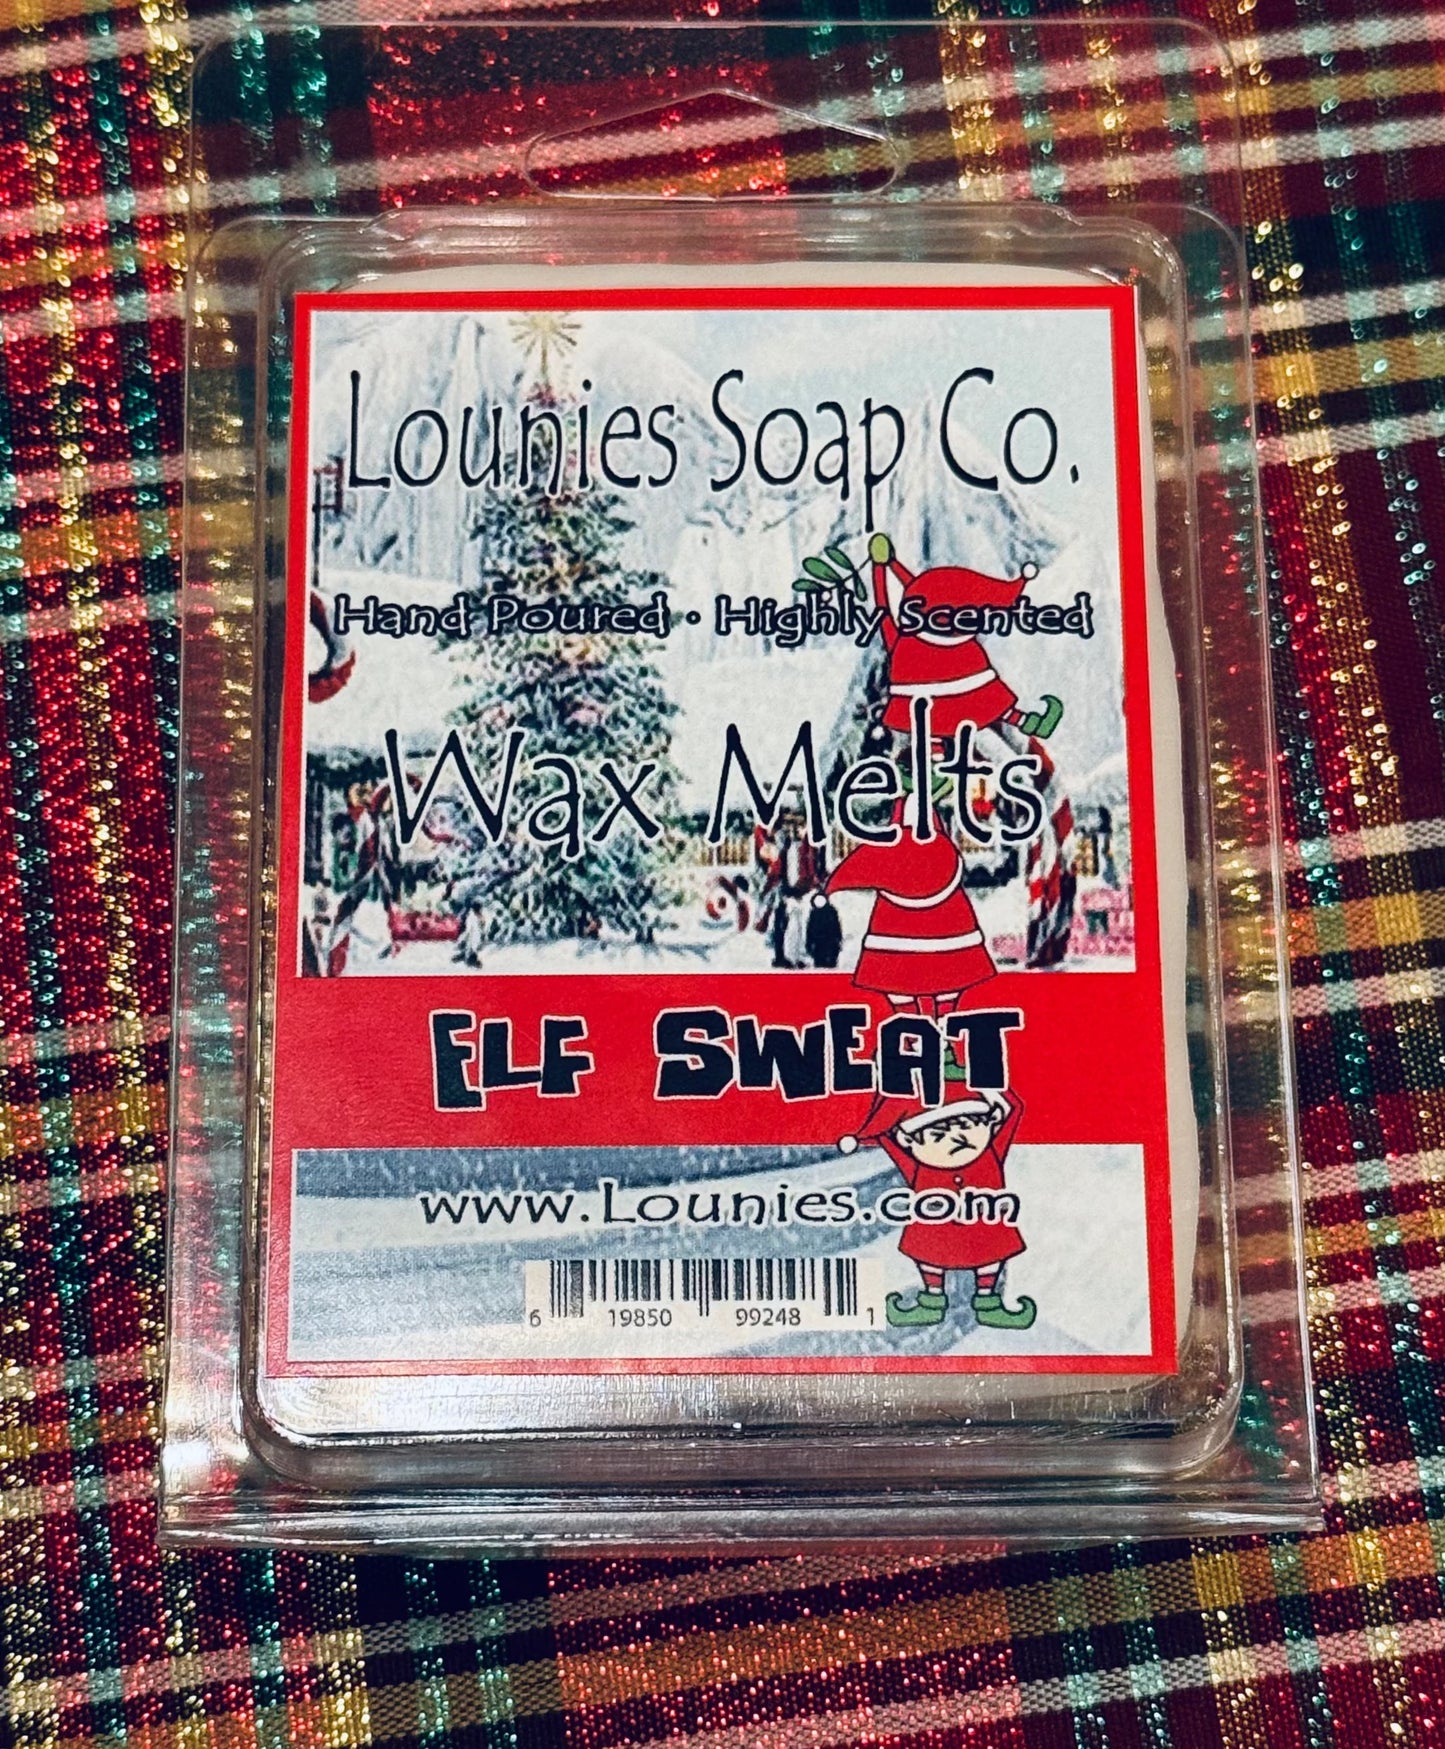 Lounies Soap Co.
Hand Poured • Highly Scented
Wax Melts
ELF SWEAT
www.Lounies.com
6 19850 99248 1